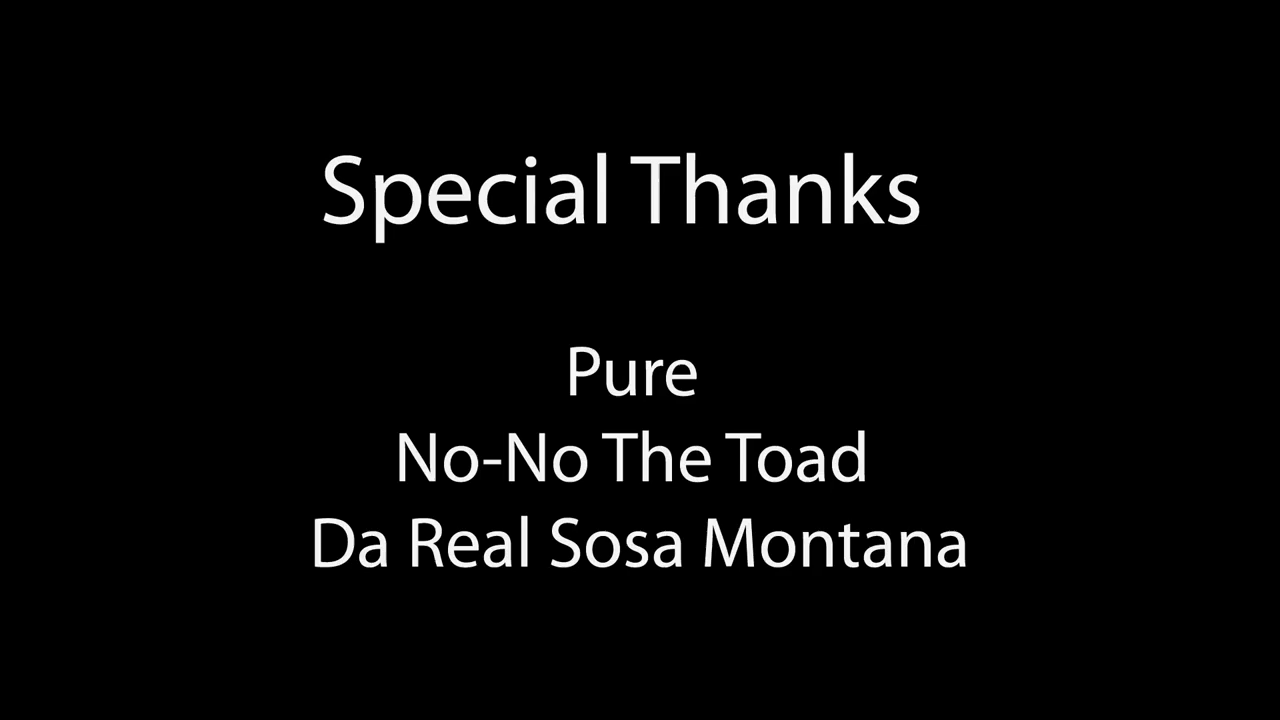 Special Thanks
Pure
No-No The Toad
Da Real Sosa Montana